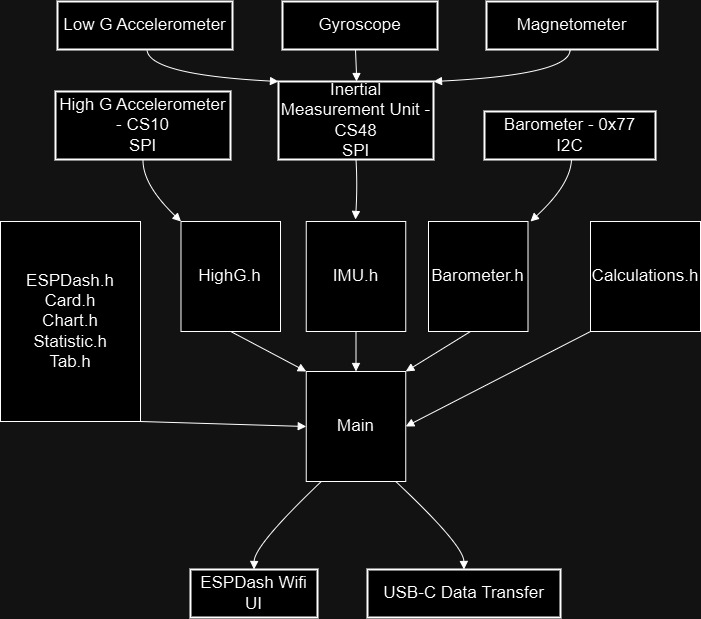 Low G Accelerometer
Gyroscope
Magnetometer
High G Accelerometer
- CS10
SPI
Inertial
Measurement Unit -
CS48
SPI
Barometer - 0x77
I2C
ESPDash.h
Card.h
Chart.h
Statistic.h
Tab.h
HighG.h
IMU.h
Barometer.h
Calculations.h
Main
ESPDash Wifi
UI
USB-C Data Transfer